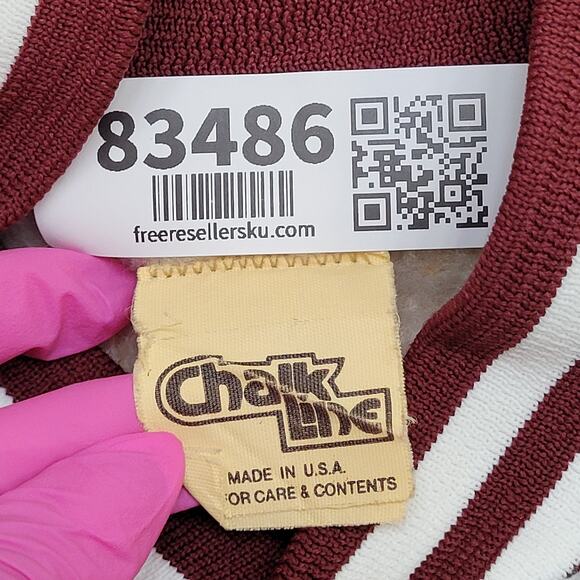 83486
freeresellersku.com
Chalk
Line
MADE IN U.S.A.
OR CARE & CONTENTS